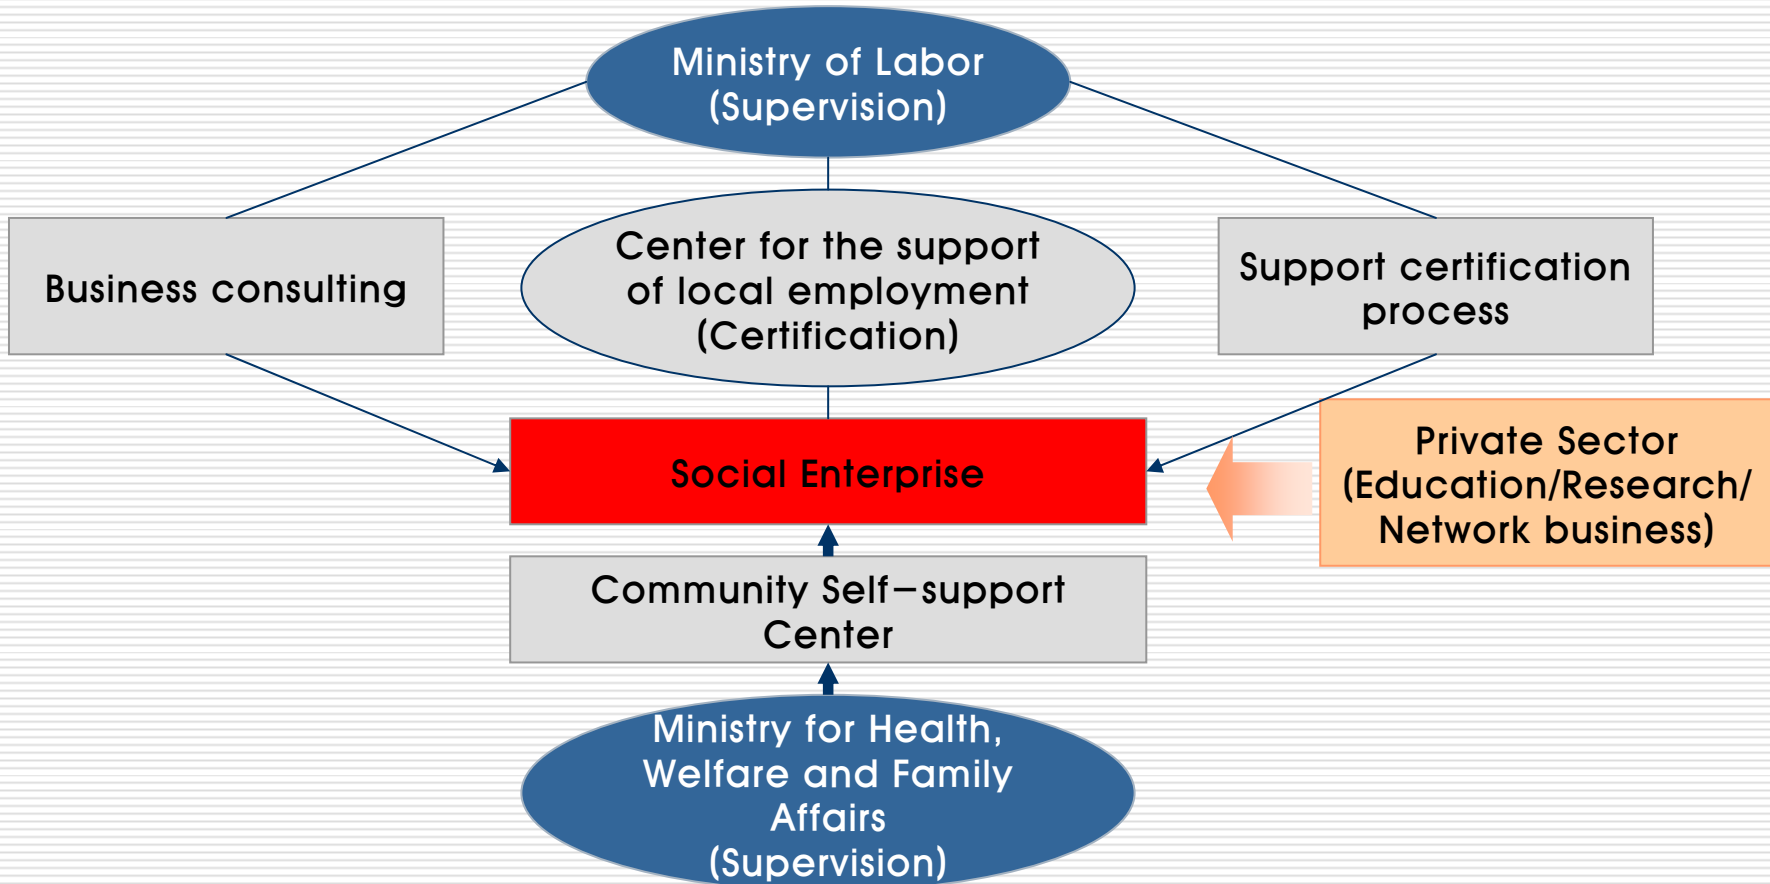 Ministry of Labor
(Supervision)
Business consulting
Center for the support
of local employment
(Certification)
Support certification
process
Social Enterprise
Private Sector
(Education/Research/
Network business)
Community Self-support
Center
Ministry for Health,
Welfare and Family
Affairs
(Supervision)